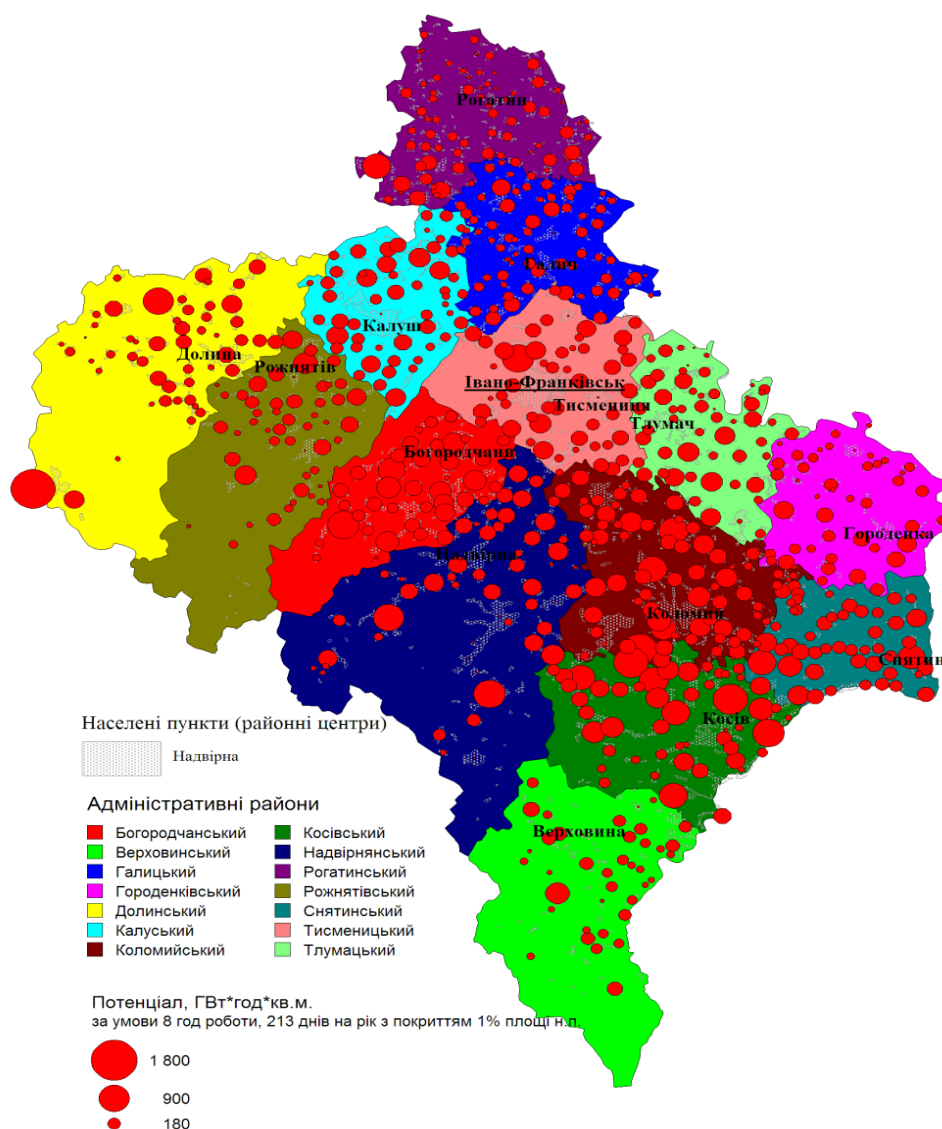 Рогатин
Галич
Калуш
Долина
Рожнятів
Івано-Франківськ
Тисмениця
Тлумач
Богородчани
Городенка
Надвірна
Коломия
Снятин
Косів
Населені пункти (районні центри)
Надвірна
Верховина
Адміністративні райони
Богородчанський
Верховинський
Галицький
Городенківський
Долинський
Калуський
Коломийський
Косівський
Надвірнянський
Рогатинський
Рожнятівський
Снятинський
Тисменицький
Тлумацький
Потенціал, ГВт*год*кв.м.
за умови 8 год роботи, 213 днів на рік з покриттям 1% площі н.п.
1 800
900
180